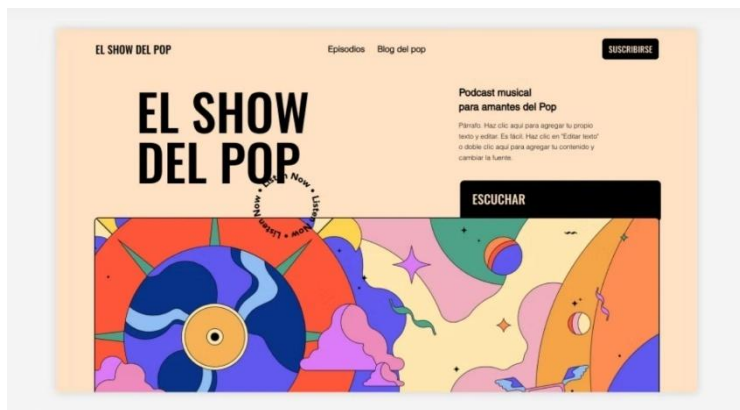 EL SHOW DEL POP
Episodios
Blog del pop
SUSCRIBIRSE
EL SHOW
DEL POP
Podcast musical
para amantes del Pop
Párrafo. Haz clic aquí para agregar tu propio
texto y editar. Es fácil. Haz clic en "Editar texto"
o doble clic aquí para agregar tu contenido y
cambiar la fuente.
Listen Now • Listen Now • Listen Now •
ESCUCHAR